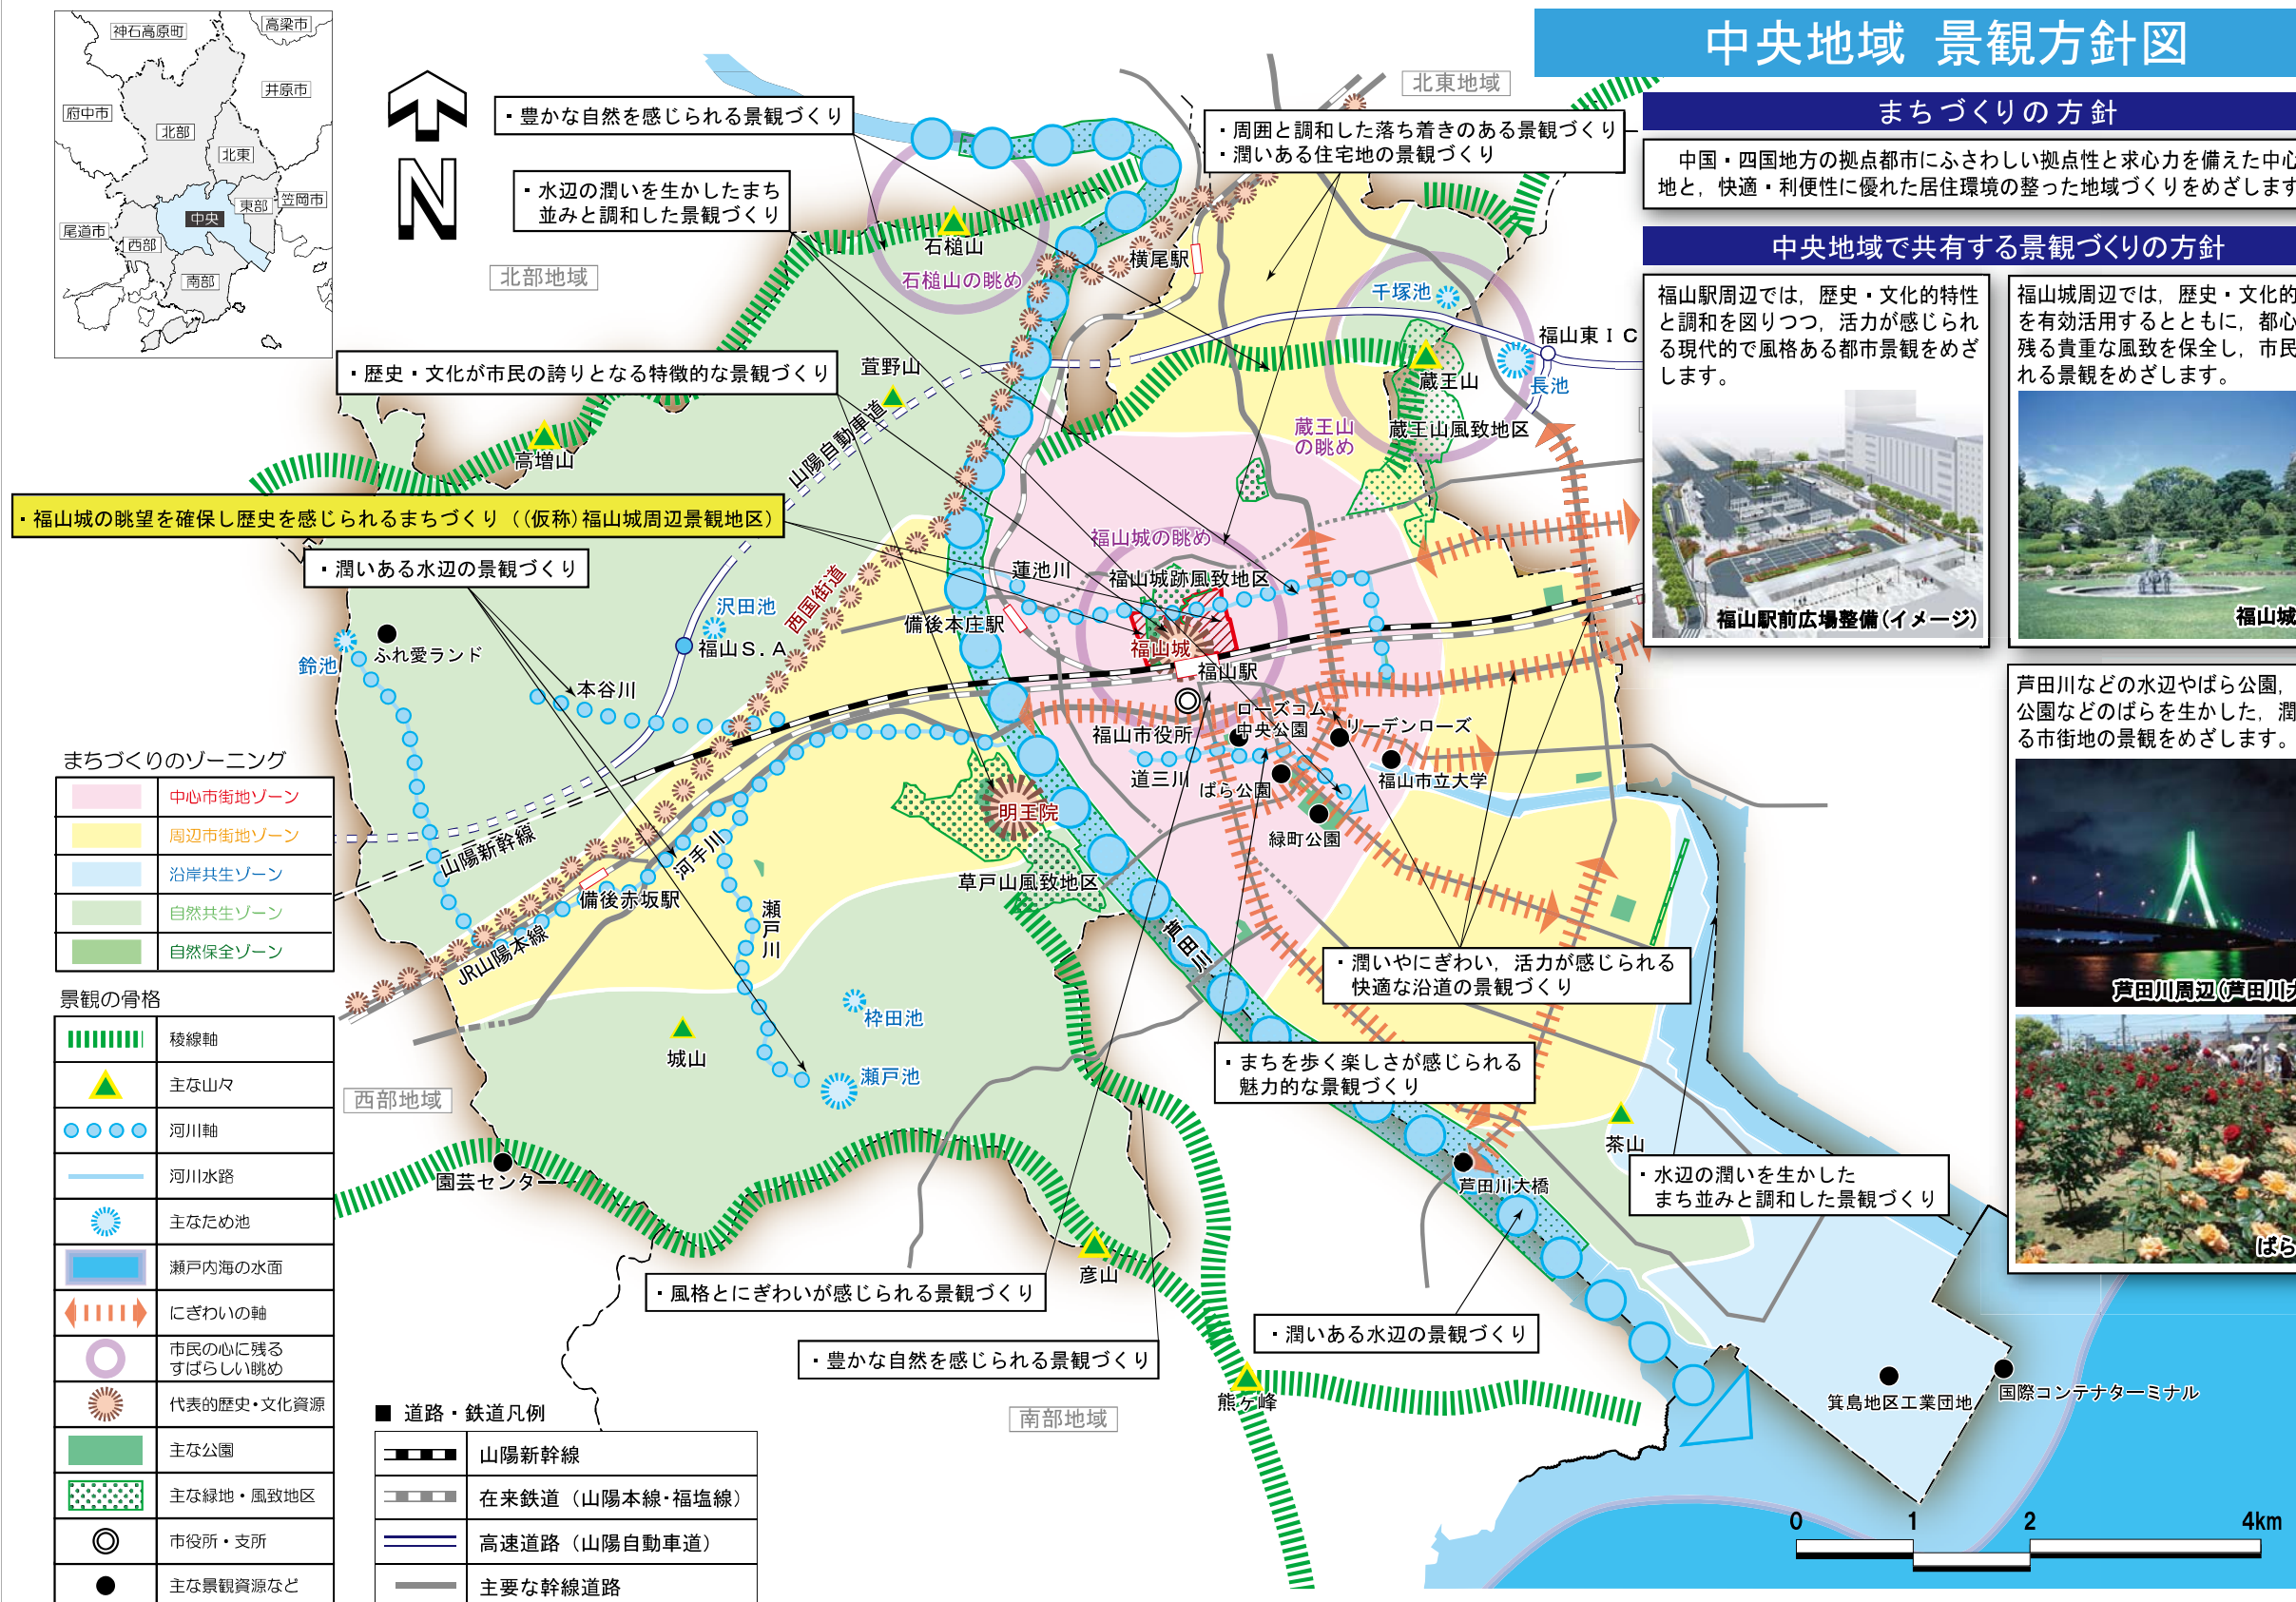 中央地域 景観方針図
まちづくりの方針
中国・四国地方の拠点都市にふさわしい拠点性と求心力を備えた中心
地と，快適・利便性に優れた居住環境の整った地域づくりをめざします
中央地域で共有する景観づくりの方針
福山駅周辺では，歴史・文化的特性
と調和を図りつつ，活力が感じられ
る現代的で風格ある都市景観をめざ
します。
福山駅前広場整備(イメージ)
福山城周辺では，歴史・文化的
を有効活用するとともに，都心
残る貴重な風致を保全し，市民
れる景観をめざします。
福山城
芦田川などの水辺やばら公園，
公園などのばらを生かした，潤
る市街地の景観をめざします。
芦田川周辺(芦田川大
ばら
神石高原町
高梁市
井原市
府中市
北部
北東
中央
東部
笠岡市
尾道市
西部
南部
N
北東地域
北部地域
西部地域
南部地域
・豊かな自然を感じられる景観づくり
・水辺の潤いを生かしたまち
並みと調和した景観づくり
・周囲と調和した落ち着きのある景観づくり
・潤いある住宅地の景観づくり
・歴史・文化が市民の誇りとなる特徴的な景観づくり
・福山城の眺望を確保し歴史を感じられるまちづくり（(仮称)福山城周辺景観地区）
・潤いある水辺の景観づくり
・潤いやにぎわい，活力が感じられる
快適な沿道の景観づくり
・まちを歩く楽しさが感じられる
魅力的な景観づくり
・水辺の潤いを生かした
まち並みと調和した景観づくり
・風格とにぎわいが感じられる景観づくり
・豊かな自然を感じられる景観づくり
・潤いある水辺の景観づくり
石槌山
石槌山の眺め
横尾駅
千塚池
福山東ＩＣ
長池
蔵王山
蔵王山風致地区
蔵王山
の眺め
萱野山
山陽自動車道
高増山
福山城の眺め
蓮池川
福山城跡風致地区
備後本庄駅
福山城
福山駅
西国街道
沢田池
福山Ｓ.Ａ
鈴池
ふれ愛ランド
本谷川
福山市役所
ローズコム
中央公園
リーデンローズ
道三川
ばら公園
福山市立大学
緑町公園
明王院
草戸山風致地区
山陽新幹線
河手川
備後赤坂駅
JR山陽本線
瀬戸川
芦田川
枠田池
城山
瀬戸池
園芸センター
彦山
熊ヶ峰
茶山
芦田川大橋
箕島地区工業団地
国際コンテナターミナル
まちづくりのゾーニング
中心市街地ゾーン
周辺市街地ゾーン
沿岸共生ゾーン
自然共生ゾーン
自然保全ゾーン
景観の骨格
稜線軸
主な山々
河川軸
河川水路
主なため池
瀬戸内海の水面
にぎわいの軸
市民の心に残る
すばらしい眺め
代表的歴史・文化資源
主な公園
主な緑地・風致地区
市役所・支所
主な景観資源など
■ 道路・鉄道凡例
山陽新幹線
在来鉄道（山陽本線・福塩線）
高速道路（山陽自動車道）
主要な幹線道路
0 1 2 4km